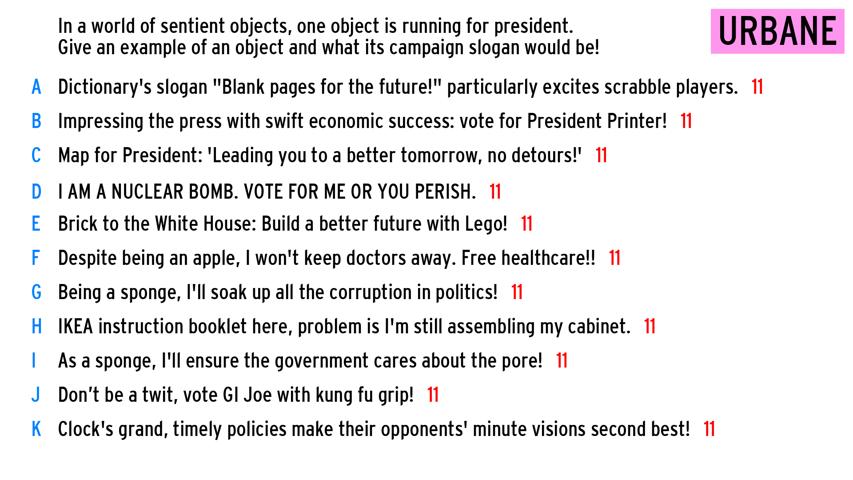 In a world of sentient objects, one object is running for president.
Give an example of an object and what its campaign slogan would be!
URBANE
A Dictionary's slogan "Blank pages for the future!" particularly excites scrabble players. 11
B Impressing the press with swift economic success: vote for President Printer! 11
C Map for President: 'Leading you to a better tomorrow, no detours!' 11
D I AM A NUCLEAR BOMB. VOTE FOR ME OR YOU PERISH. 11
E Brick to the White House: Build a better future with Lego! 11
F Despite being an apple, I won't keep doctors away. Free healthcare!! 11
G Being a sponge, I'll soak up all the corruption in politics! 11
H IKEA instruction booklet here, problem is I'm still assembling my cabinet. 11
I As a sponge, I'll ensure the government cares about the pore! 11
J Don’t be a twit, vote GI Joe with kung fu grip! 11
K Clock's grand, timely policies make their opponents' minute visions second best! 11